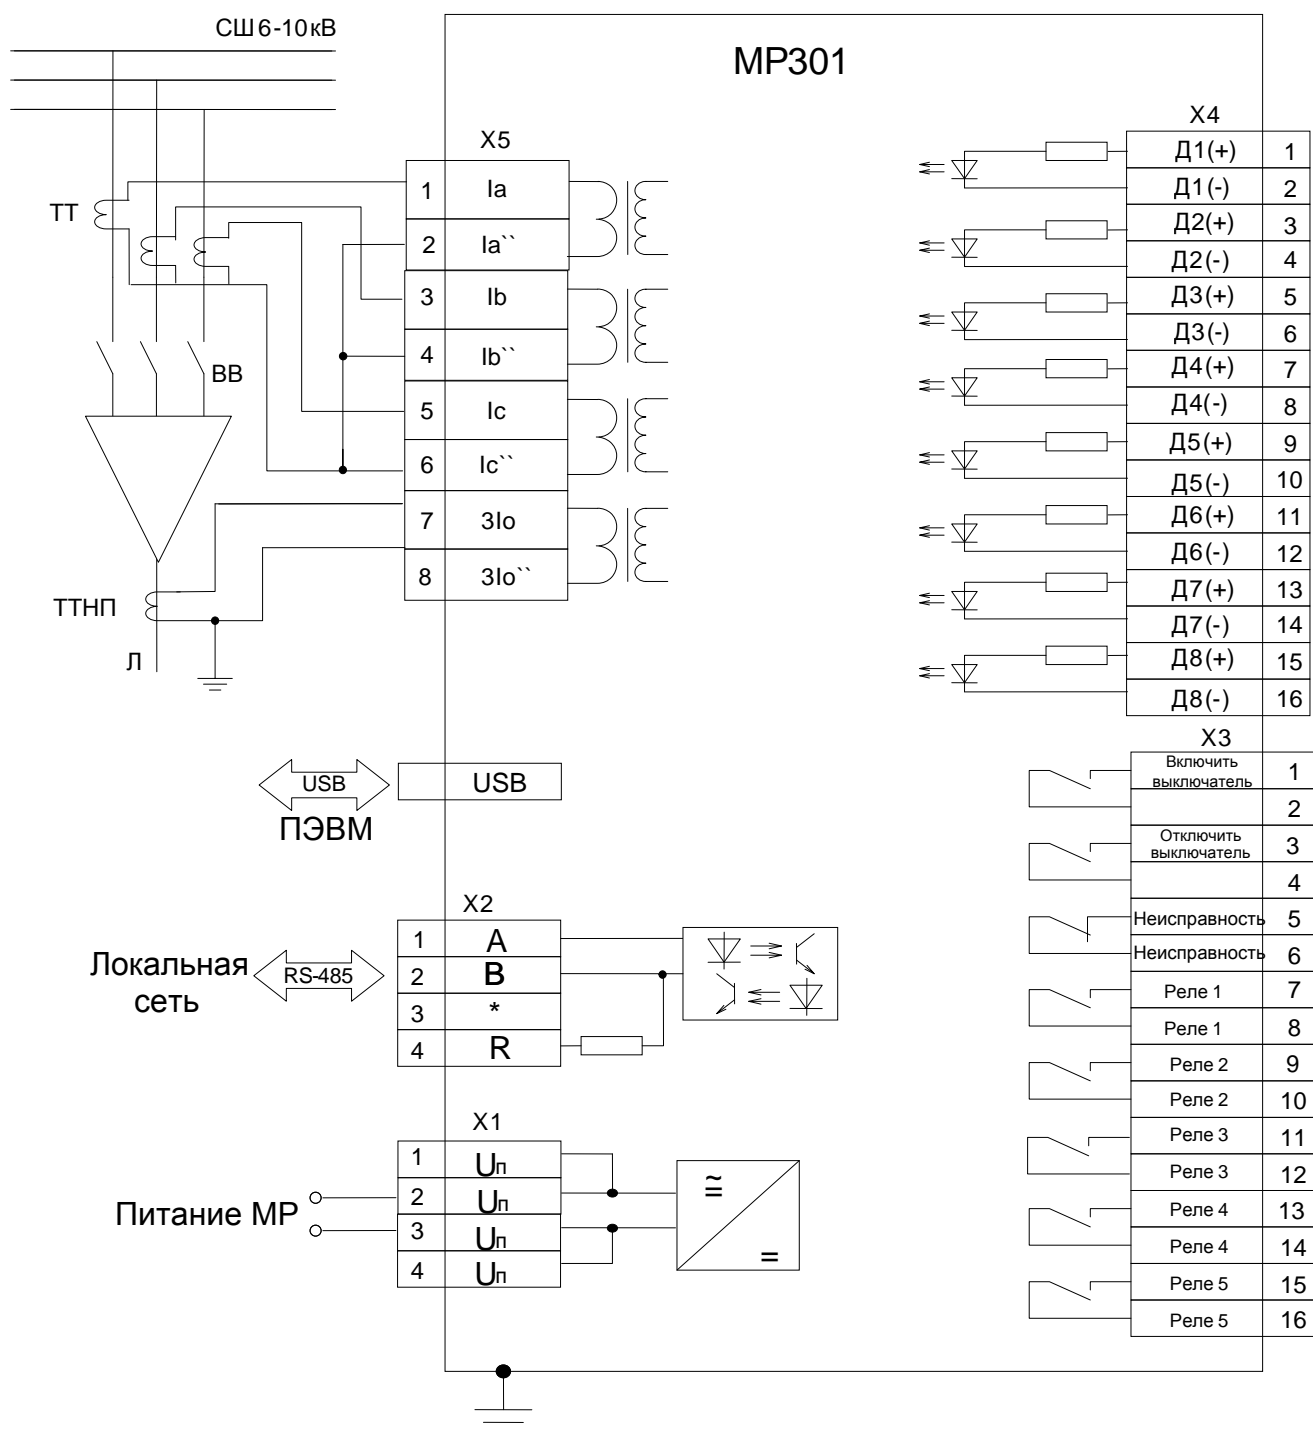 СШ 6-10кВ
МР301
X5
1 Ia
2 Ia``
3 Ib
4 Ib``
5 Ic
6 Ic``
7 3Io
8 3Io``
ТТ
ВВ
ТТНП
Л
X4
Д1(+) 1
Д1(-) 2
Д2(+) 3
Д2(-) 4
Д3(+) 5
Д3(-) 6
Д4(+) 7
Д4(-) 8
Д5(+) 9
Д5(-) 10
Д6(+) 11
Д6(-) 12
Д7(+) 13
Д7(-) 14
Д8(+) 15
Д8(-) 16
USB
USB
ПЭВМ
X3
Включить
выключатель 1
2
Отключить
выключатель 3
4
Неисправность 5
Неисправность 6
Реле 1 7
Реле 1 8
Реле 2 9
Реле 2 10
Реле 3 11
Реле 3 12
Реле 4 13
Реле 4 14
Реле 5 15
Реле 5 16
X2
1 A
2 B
3 *
4 R
Локальная
сеть
RS-485
X1
1 Uп
2 Uп
3 Uп
4 Uп
Питание МР
≂
=